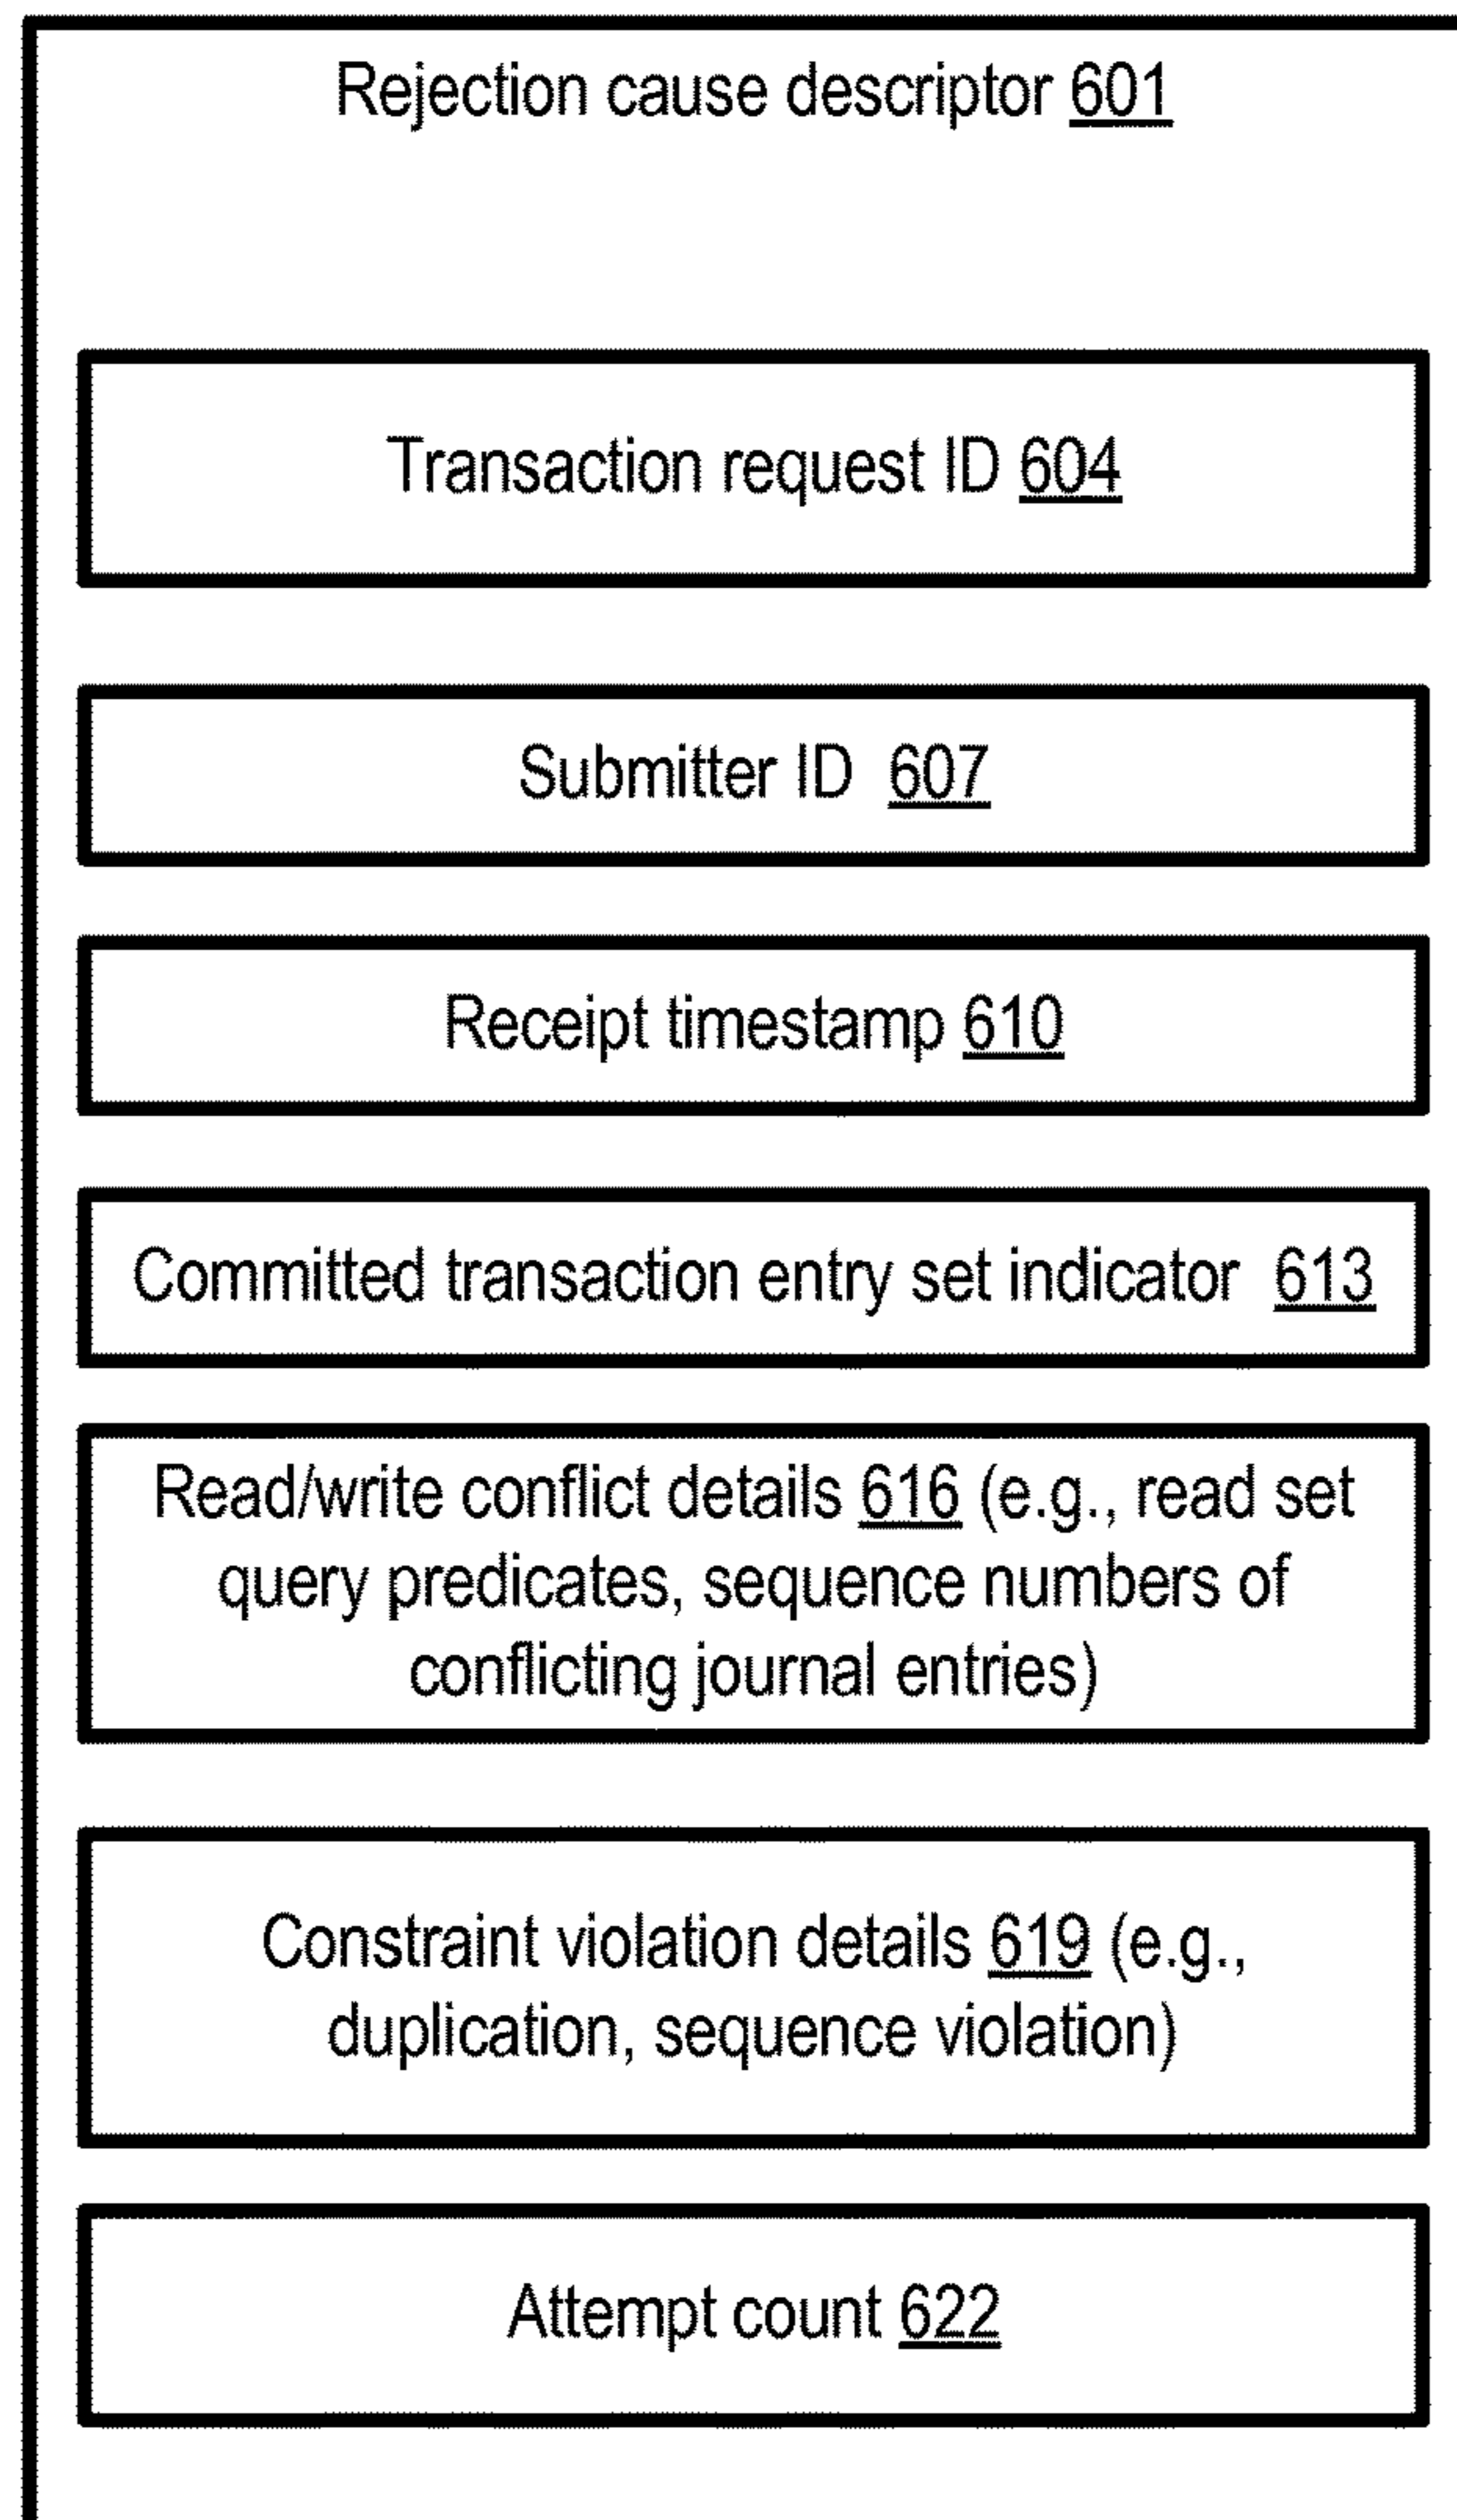 Rejection cause descriptor 601
Transaction request ID 604
Submitter ID 607
Receipt timestamp 610
Committed transaction entry set indicator 613
Read/write conflict details 616 (e.g., read set
query predicates, sequence numbers of
conflicting journal entries)
Constraint violation details 619 (e.g.,
duplication, sequence violation)
Attempt count 622